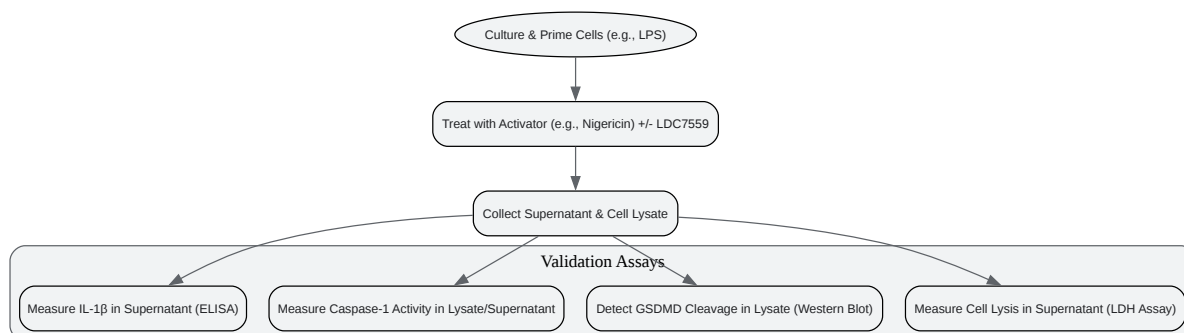 Culture & Prime Cells (e.g., LPS)
Treat with Activator (e.g., Nigericin) +/- LDC7559
Collect Supernatant & Cell Lysate
Validation Assays
Measure IL-1β in Supernatant (ELISA)
Measure Caspase-1 Activity in Lysate/Supernatant
Detect GSDMD Cleavage in Lysate (Western Blot)
Measure Cell Lysis in Supernatant (LDH Assay)